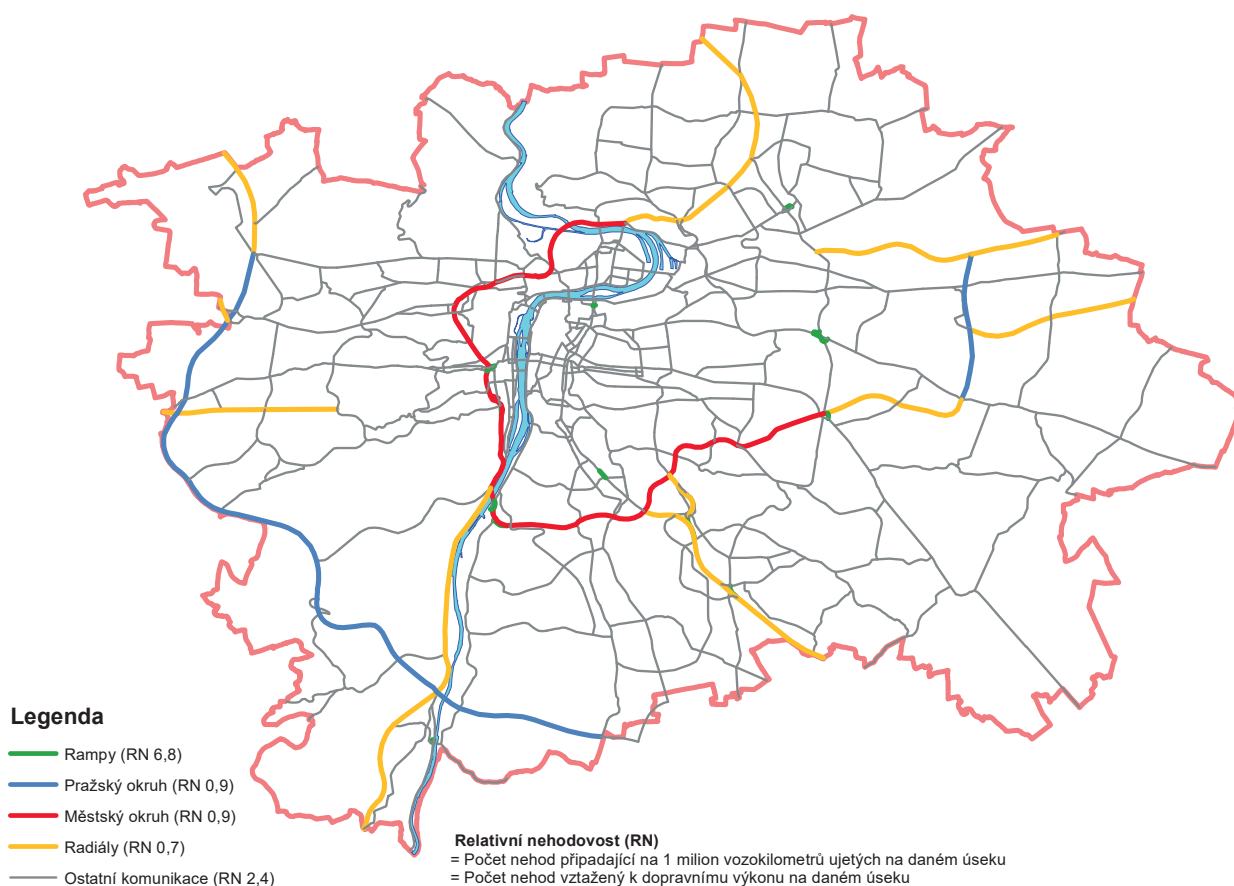 Legenda
Rampy (RN 6,8)
Pražský okruh (RN 0,9)
Městský okruh (RN 0,9)
Radiály (RN 0,7)
Ostatní komunikace (RN 2,4)
Relativní nehodovost (RN)
= Počet nehod připadající na 1 milion vozokilometrů ujetých na daném úseku
= Počet nehod vztažený k dopravnímu výkonu na daném úseku